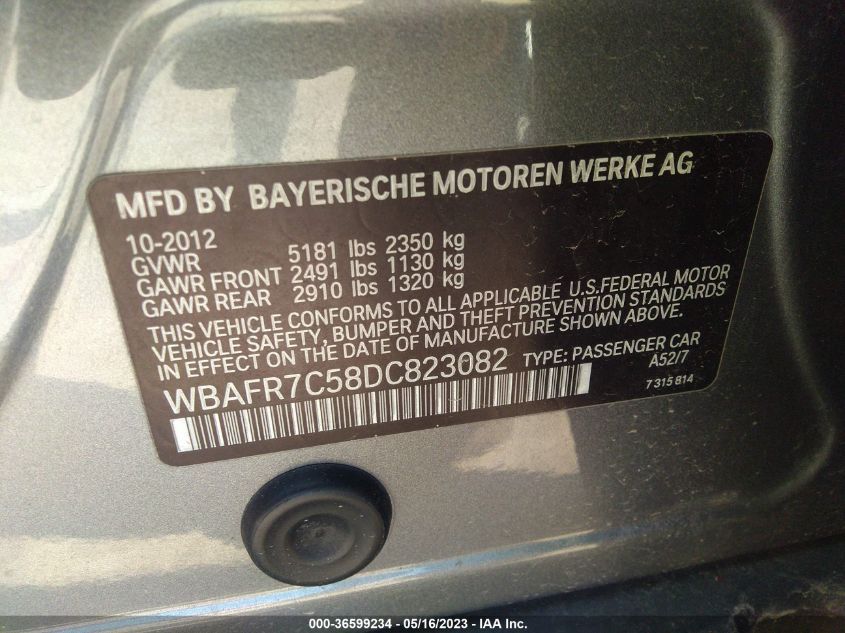 MFD BY BAYERISCHE MOTOREN WERKE AG
10-2012
GVWR 5181 lbs 2350 kg
GAWR FRONT 2491 lbs 1130 kg
GAWR REAR 2910 lbs 1320 kg
THIS VEHICLE CONFORMS TO ALL APPLICABLE U.S.FEDERAL MOTOR
VEHICLE SAFETY, BUMPER AND THEFT PREVENTION STANDARDS
IN EFFECT ON THE DATE OF MANUFACTURE SHOWN ABOVE.
WBAFR7C58DC823082 TYPE: PASSENGER CAR
A52/7
7 315 814
000-36599234 - 05/16/2023 - IAA Inc.